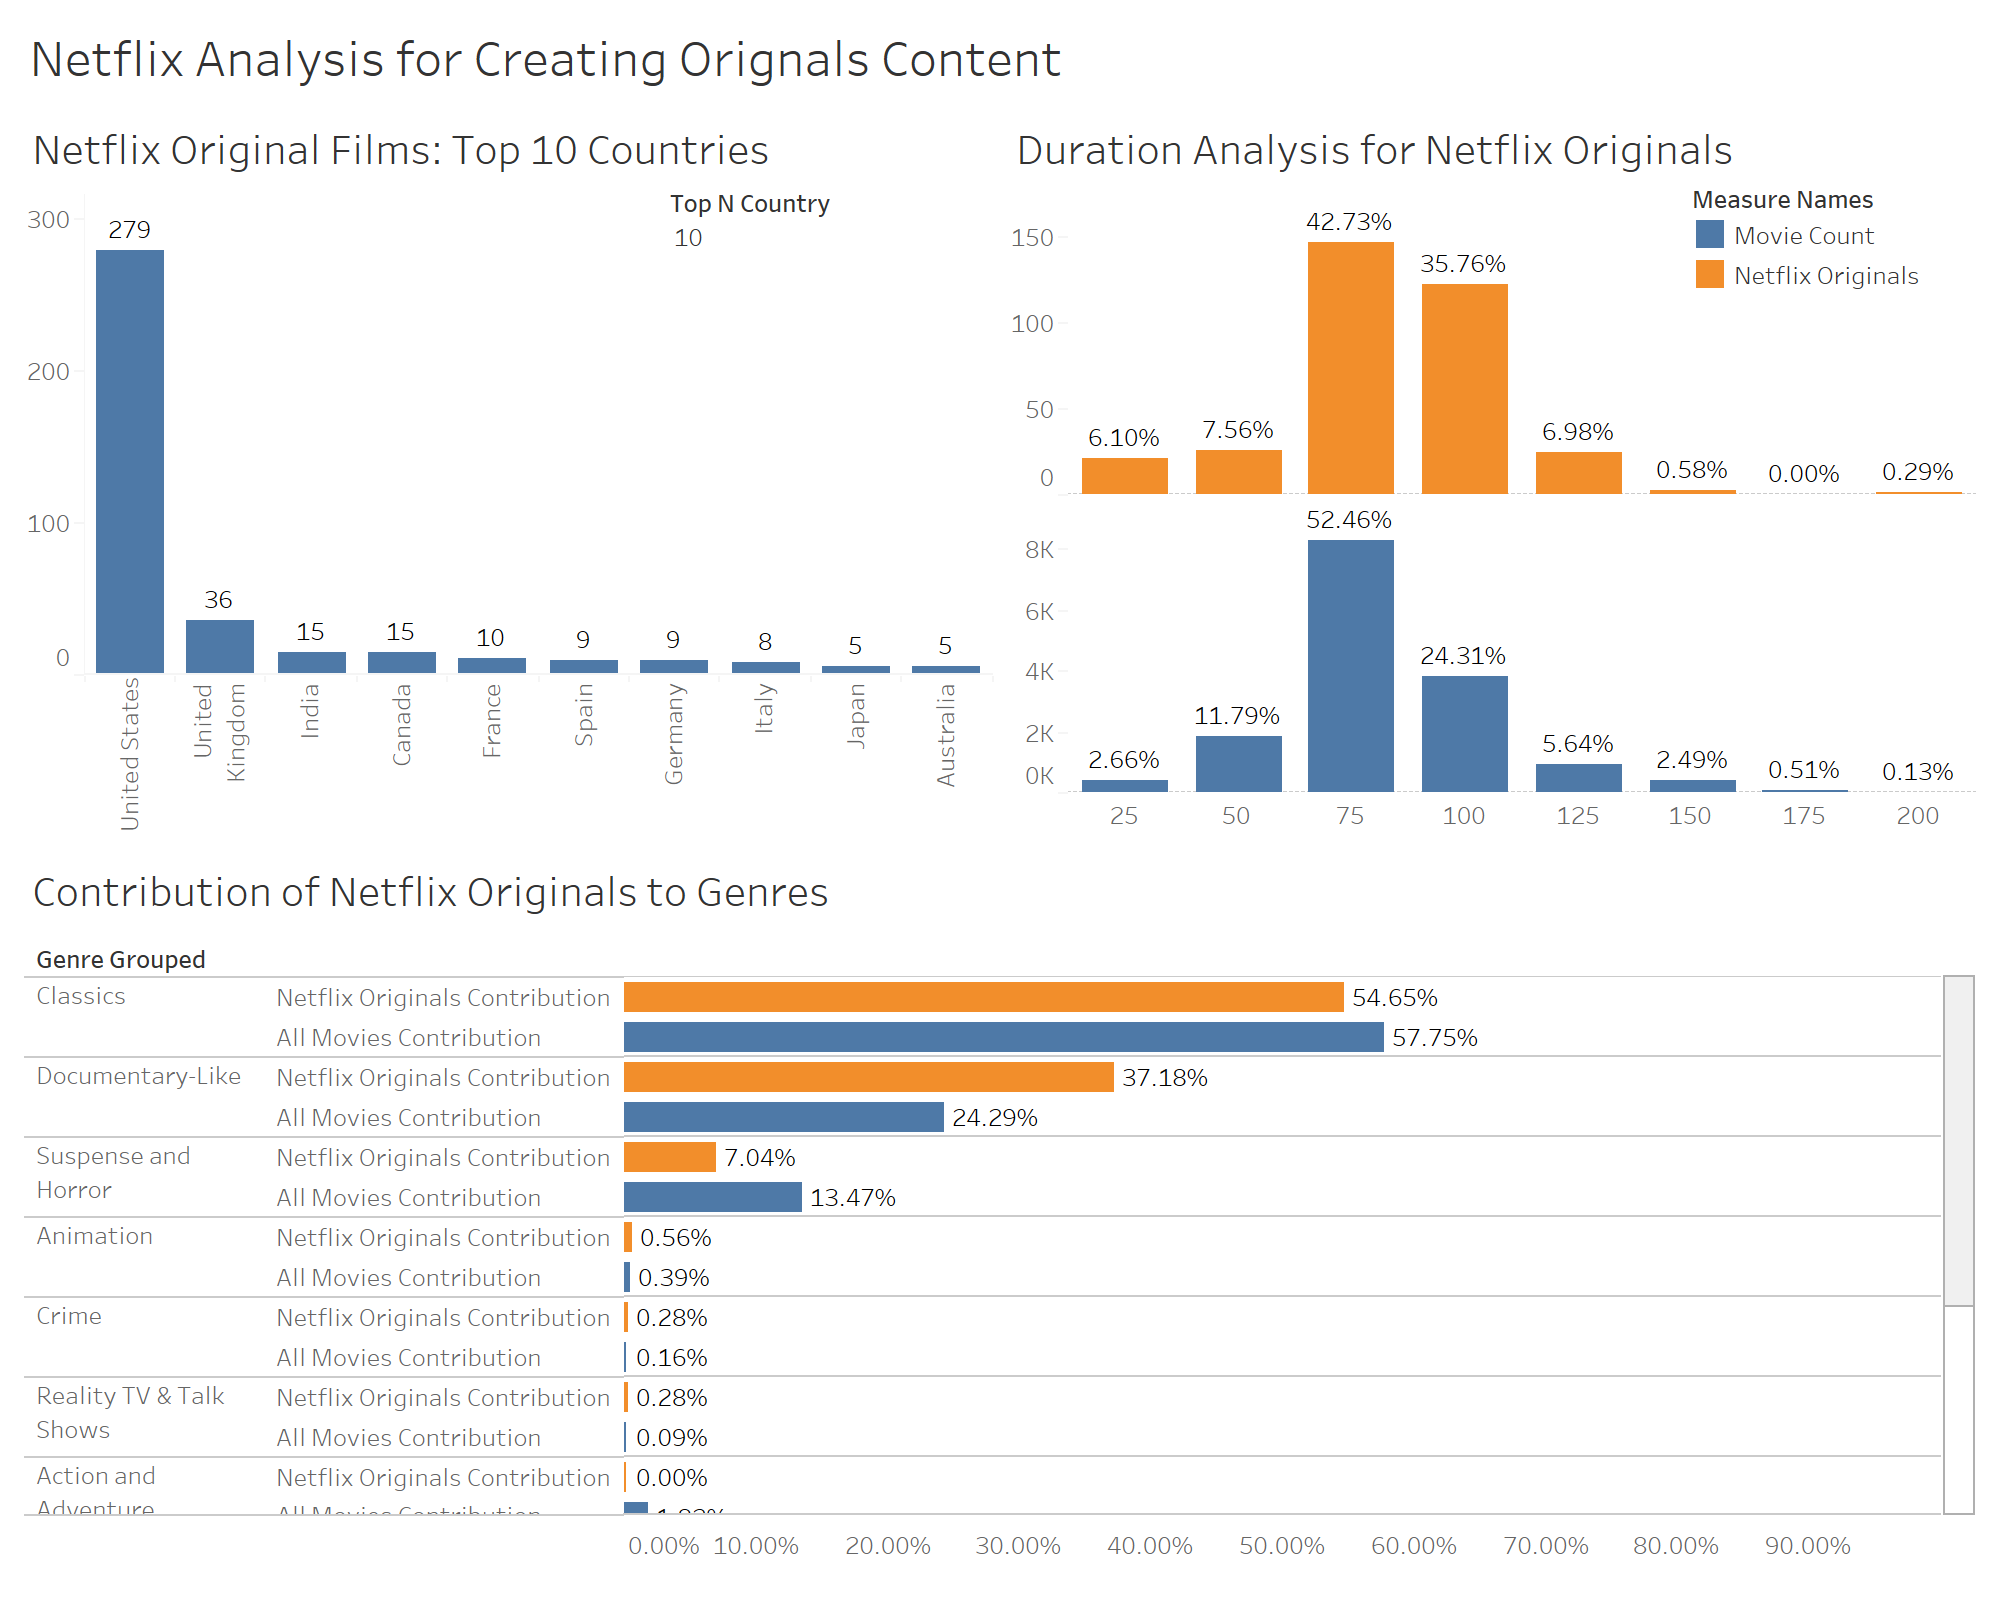 Netflix Analysis for Creating Orignals Content
Netflix Original Films: Top 10 Countries
Top N Country
10
300
200
100
0
279
36
15
15
10
9
9
8
5
5
United States
United
Kingdom
India
Canada
France
Spain
Germany
Italy
Japan
Australia
Duration Analysis for Netflix Originals
Measure Names
Movie Count
Netflix Originals
150
100
50
0
6.10%
7.56%
42.73%
35.76%
6.98%
0.58%
0.00%
0.29%
8K
6K
4K
2K
0K
2.66%
11.79%
52.46%
24.31%
5.64%
2.49%
0.51%
0.13%
25
50
75
100
125
150
175
200
Contribution of Netflix Originals to Genres
Genre Grouped
Classics
Netflix Originals Contribution
54.65%
All Movies Contribution
57.75%
Documentary-Like
Netflix Originals Contribution
37.18%
All Movies Contribution
24.29%
Suspense and
Horror
Netflix Originals Contribution
7.04%
All Movies Contribution
13.47%
Animation
Netflix Originals Contribution
0.56%
All Movies Contribution
0.39%
Crime
Netflix Originals Contribution
0.28%
All Movies Contribution
0.16%
Reality TV & Talk
Shows
Netflix Originals Contribution
0.28%
All Movies Contribution
0.09%
Action and
Adventure
Netflix Originals Contribution
0.00%
All Movies Contribution
0.00%
10.00%
20.00%
30.00%
40.00%
50.00%
60.00%
70.00%
80.00%
90.00%